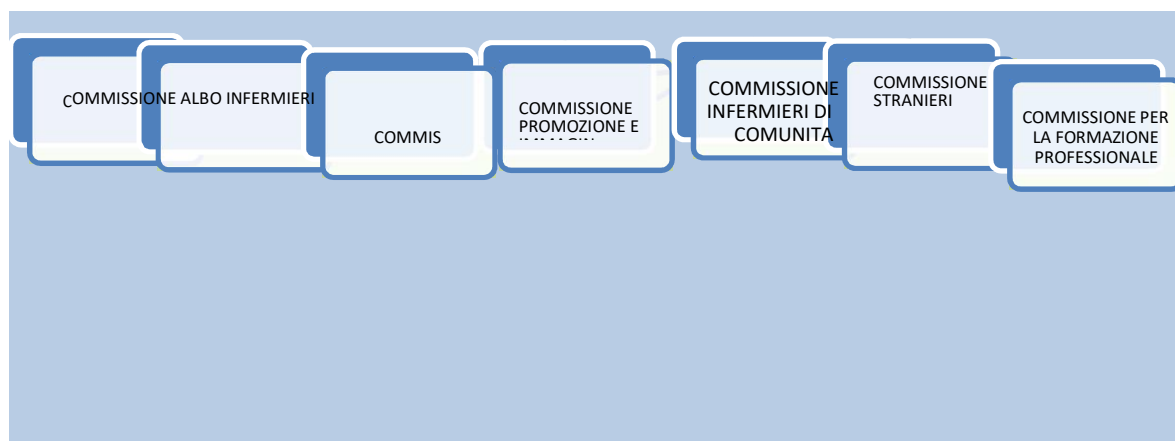 COMMISSIONE ALBO INFERMIERI
COMMIS
COMMISSIONE
PROMOZIONE E
COMMISSIONE
INFERMIERI DI
COMUNITA
COMMISSIONE
STRANIERI
COMMISSIONE PER
LA FORMAZIONE
PROFESSIONALE